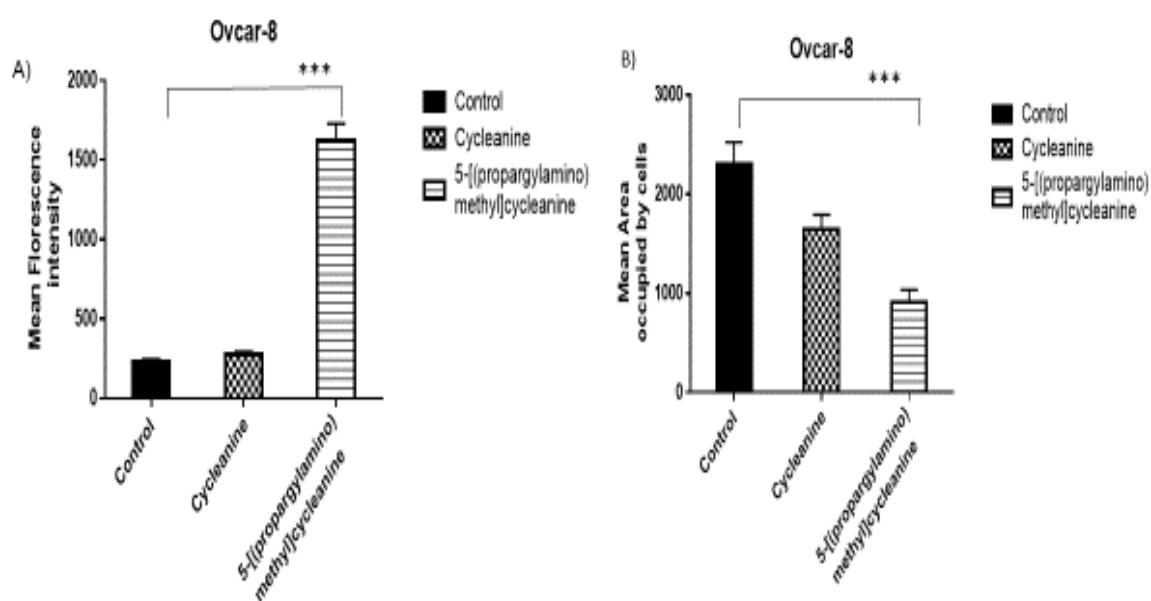 A)
Ovcar-8
***
Mean Florescence
intensity
2000
1500
1000
500
0
Control
Cycleanine
5-[(propargylamino)
methyl]cycleanine
Control
Cycleanine
5-[(propargylamino)
methyl]cycleanine
B)
Ovcar-8
***
Mean Area
occupied by cells
3000
2000
1000
0
Control
Cycleanine
5-[(propargylamino)
methyl]cycleanine
Control
Cycleanine
5-[(propargylamino)
methyl]cycleanine